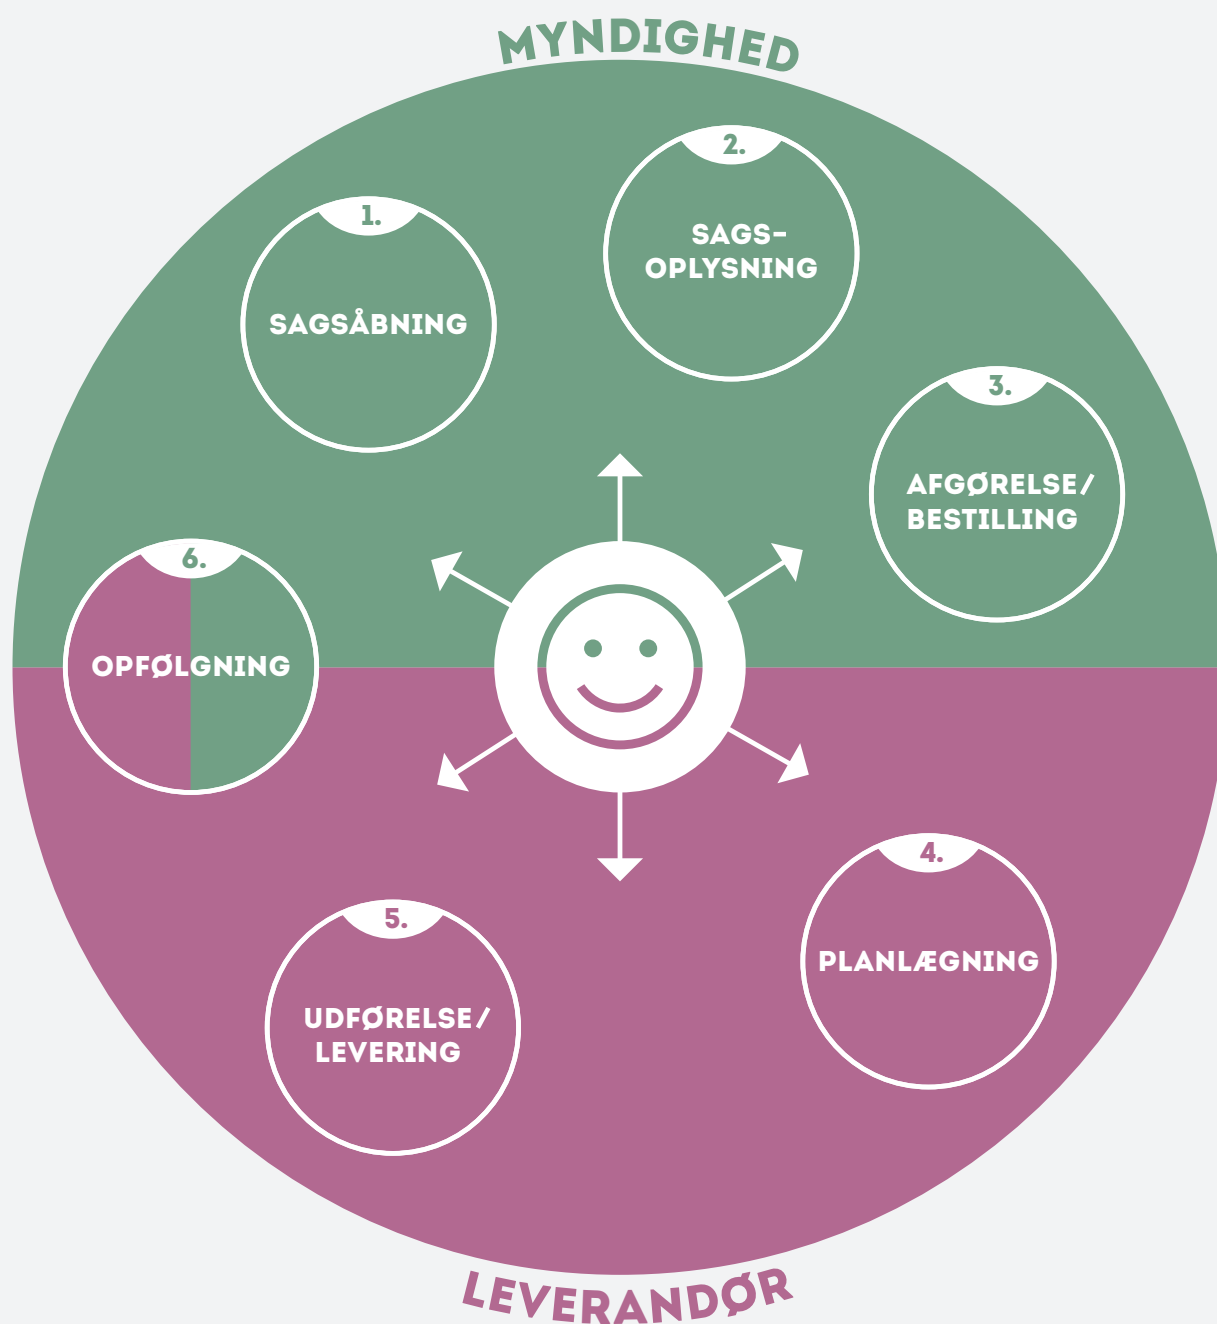 MYNDIGHED
1.
SAGSÅBNING
2.
SAGS-
OPLYSNING
3.
AFGØRELSE/
BESTILLING
4.
PLANLÆGNING
5.
UDFØRELSE/
LEVERING
6.
OPFØLGNING
LEVERANDØR